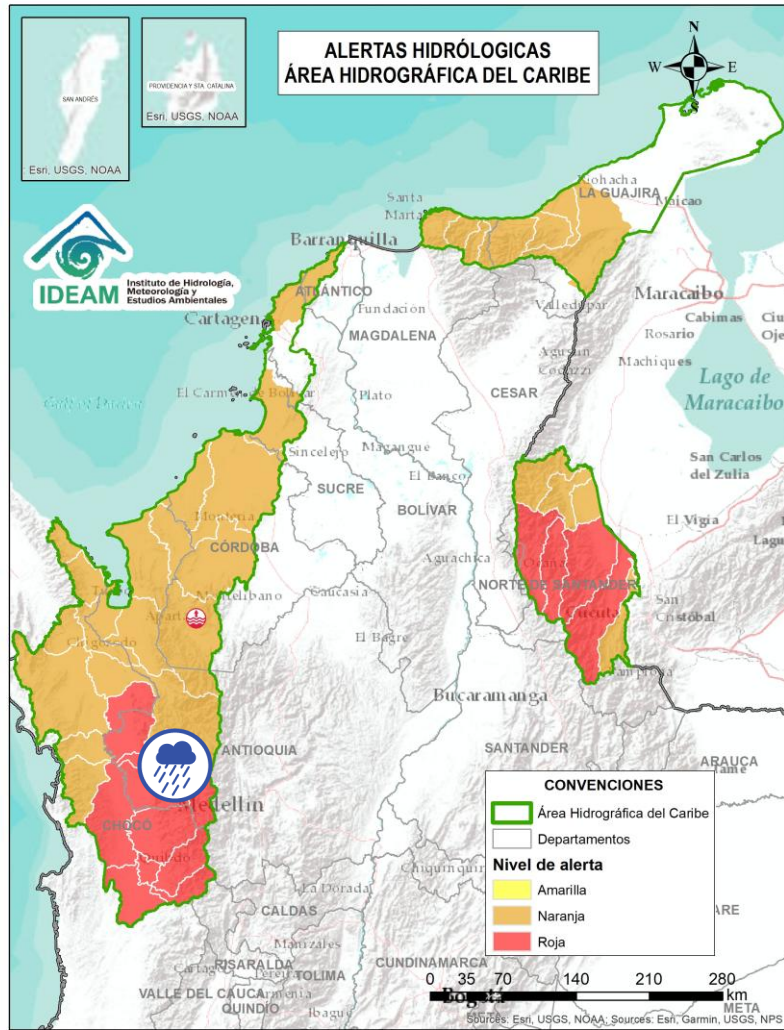 ALERTAS HIDRÓLOGICAS
ÁREA HIDROGRÁFICA DEL CARIBE
N
W
E
S
SAN ANDRÉS
: Esri, USGS, NOAA
PROVIDENCIA Y STA. CATALINA
Esri, USGS, NOAA
IDEAM
Instituto de Hidrología,
Meteorología y
Estudios Ambientales
Santa
Marta
LA GUAJIRA
Maicao
Barranquilla
ATLÁNTICO
Cartagen
Fundación
MAGDALENA
Valledupar
Maracaibo
Cabimas
Rosario
Machiques
Agustín
Codazzi
Lago de
Maracaibo
El Carmen de Bolívar
Plato
CESAR
Sincelejo
Magangue
SUCRE
El Banco
BOLÍVAR
San Carlos
del Zulia
El Vigía
Montería
CÓRDOBA
Aguachica
NORTE DE SANTANDER
Cúcuta
San
Cristóbal
Caucasia
El Bagre
Bucaramanga
SANTANDER
ARAUCA
ANTIOQUIA
Medellín
CHOCÓ
La Dorada
CALDAS
Manizales
RISARALDA
TOLIMA
CUNDINAMARCA
VALLE DEL CAUCA
QUINDÍO
Ibagué
Bogotá
META
META
CONVENCIONES
Área Hidrográfica del Caribe
Departamentos
Nivel de alerta
Amarilla
Naranja
Roja
0 35 70 140 210 280
km
Sources: Esri, USGS, NOAA; Sources: Esri, Garmin, USGS, NPS